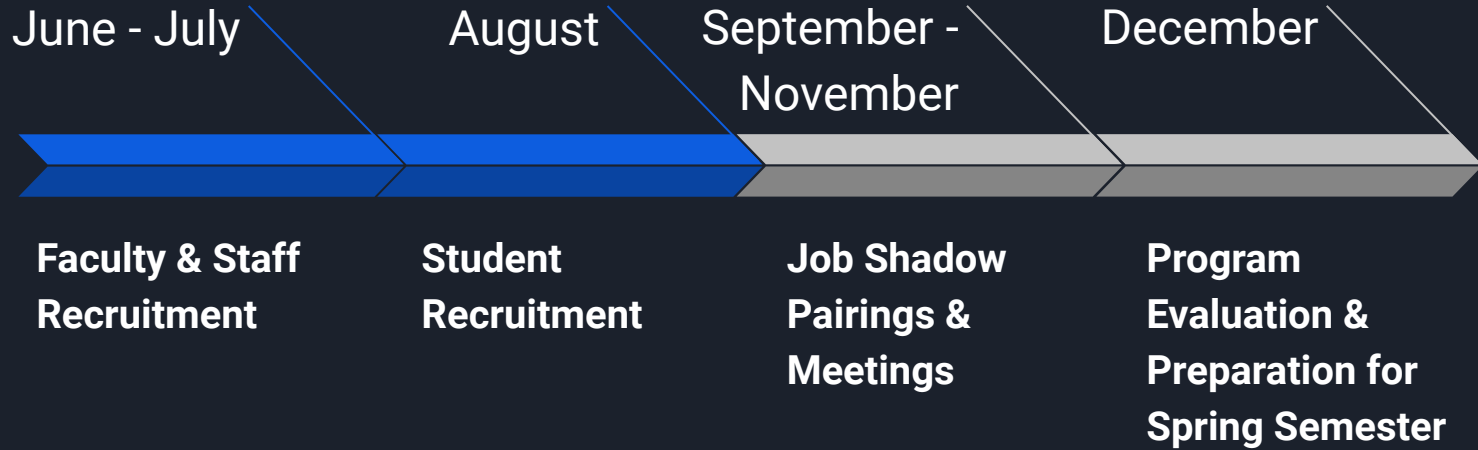 June - July
August
September -
November
December
Faculty & Staff
Recruitment
Student
Recruitment
Job Shadow
Pairings &
Meetings
Program
Evaluation &
Preparation for
Spring Semester